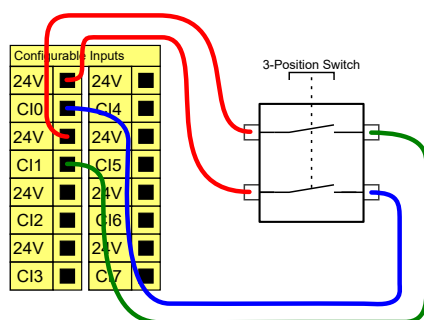 Configurable Inputs
24V 24V
CI0 CI4
24V 24V
CI1 CI5
24V 24V
CI2 CI6
24V 24V
CI3 CI7
3-Position Switch